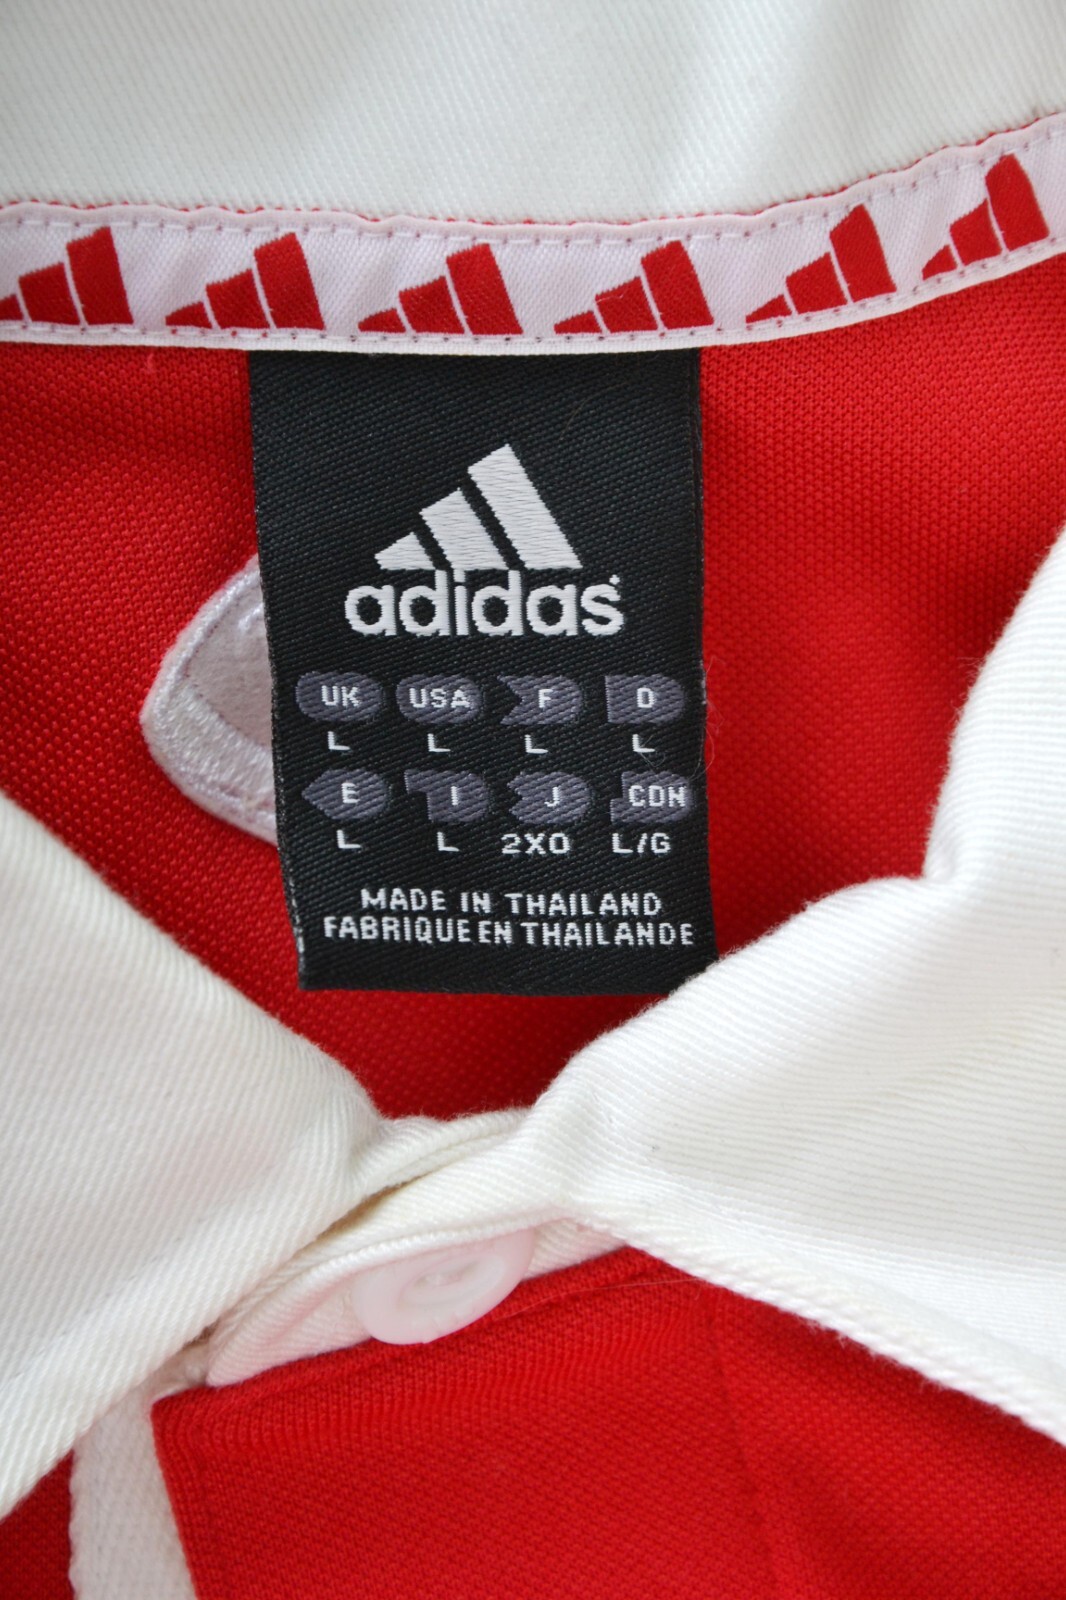 adidas
UK USA F D
L L L L
E I J CDN
L L 2XO L/G
MADE IN THAILAND
FABRIQUE EN THAILANDE